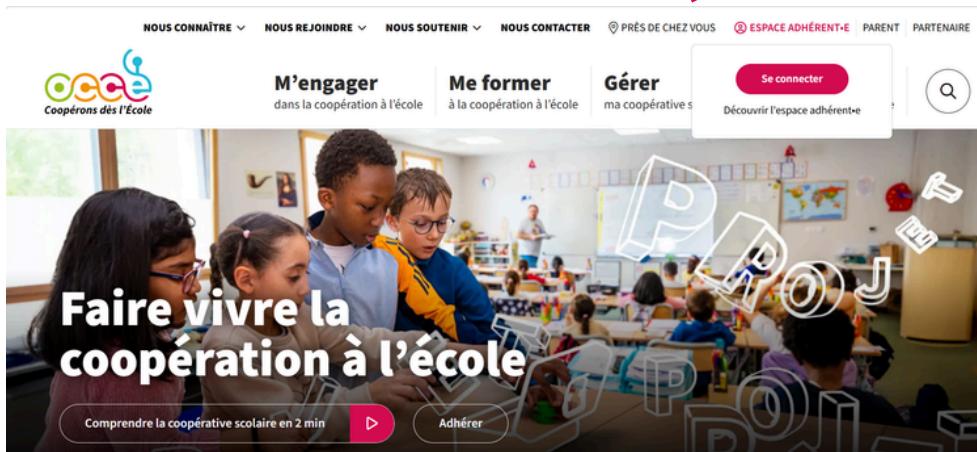 NOUS CONNAÎTRE NOUS REJOINDRE NOUS SOUTENIR NOUS CONTACTER PRÈS DE CHEZ VOUS ESPACE ADHÉRENT•E PARENT PARTENAIRE
occe
Coopérons dès l'École
M'engager
dans la coopération à l'école
Me former
à la coopération à l'école
Gérer
ma coopérative s
Se connecter
Découvrir l'espace adhérent•e
Faire vivre la
coopération à l'école
Comprendre la coopérative scolaire en 2 min
Adhérer